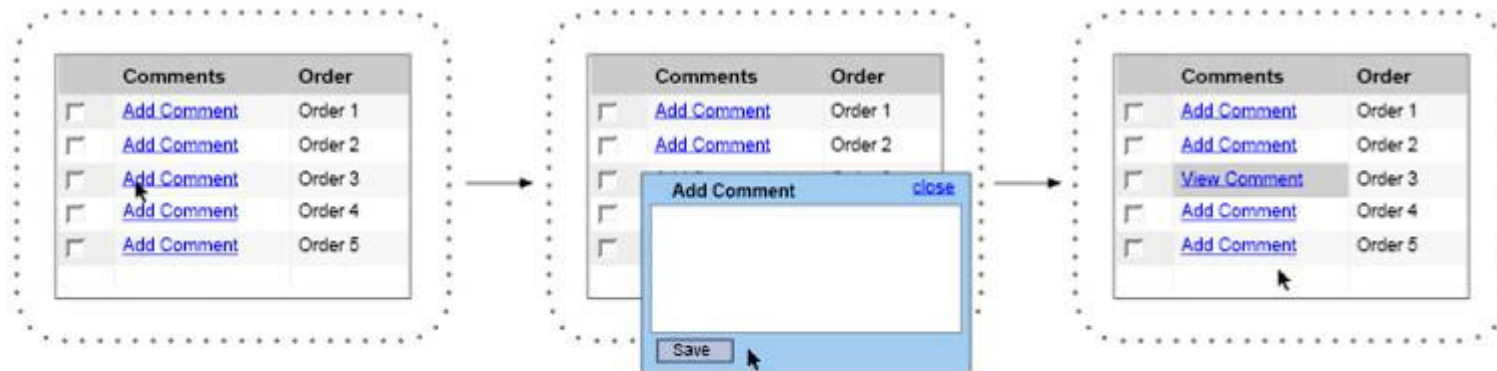 Comments Order
Add Comment Order 1
Add Comment Order 2
Add Comment Order 3
Add Comment Order 4
Add Comment Order 5
Comments Order
Add Comment Order 1
Add Comment Order 2
Add Comment close
Save
Comments Order
Add Comment Order 1
Add Comment Order 2
View Comment Order 3
Add Comment Order 4
Add Comment Order 5